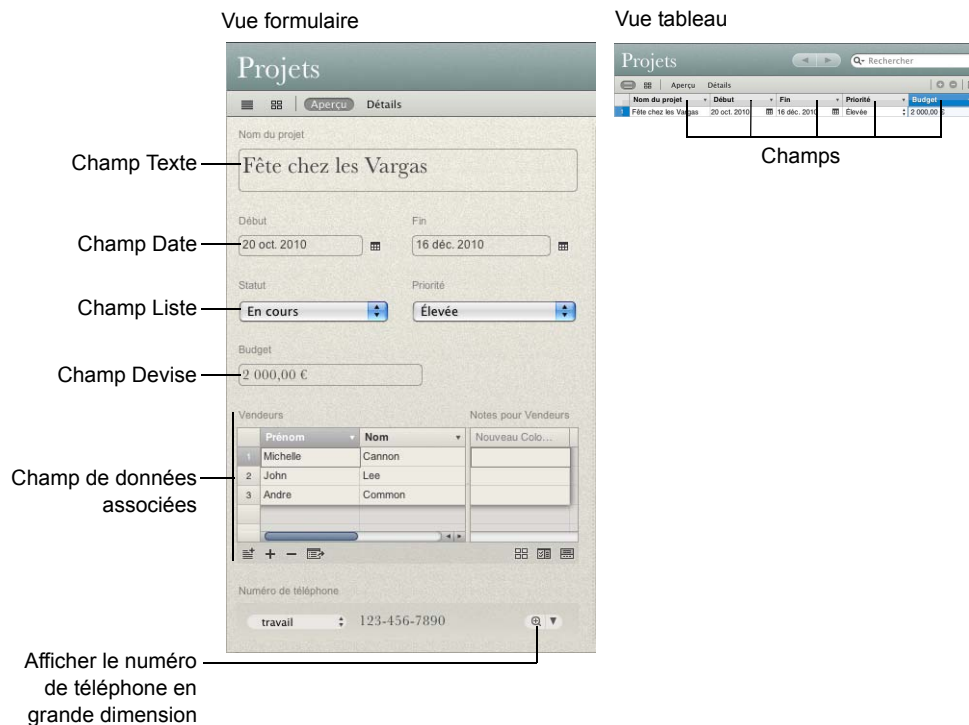 Vue formulaire
Vue tableau
Projets
Aperçu Détails
Nom du projet
Champ Texte
Fête chez les Vargas
Début Fin
Champ Date
20 oct. 2010 16 déc. 2010
Statut Priorité
Champ Liste
En cours Élevée
Budget
Champ Devise
2 000,00 €
Vendeurs Notes pour Vendeurs
Prénom Nom Nouveau Colo...
1 Michelle Cannon
2 John Lee
3 Andre Common
Champ de données
associées
Numéro de téléphone
travail 123-456-7890
Afficher le numéro
de téléphone en
grande dimension
Projets Rechercher
Aperçu Détails
Nom du projet Début Fin Priorité Budget
1 Fête chez les Vargas 20 oct. 2010 16 déc. 2010 Élevée 2 000,00 €
Champs